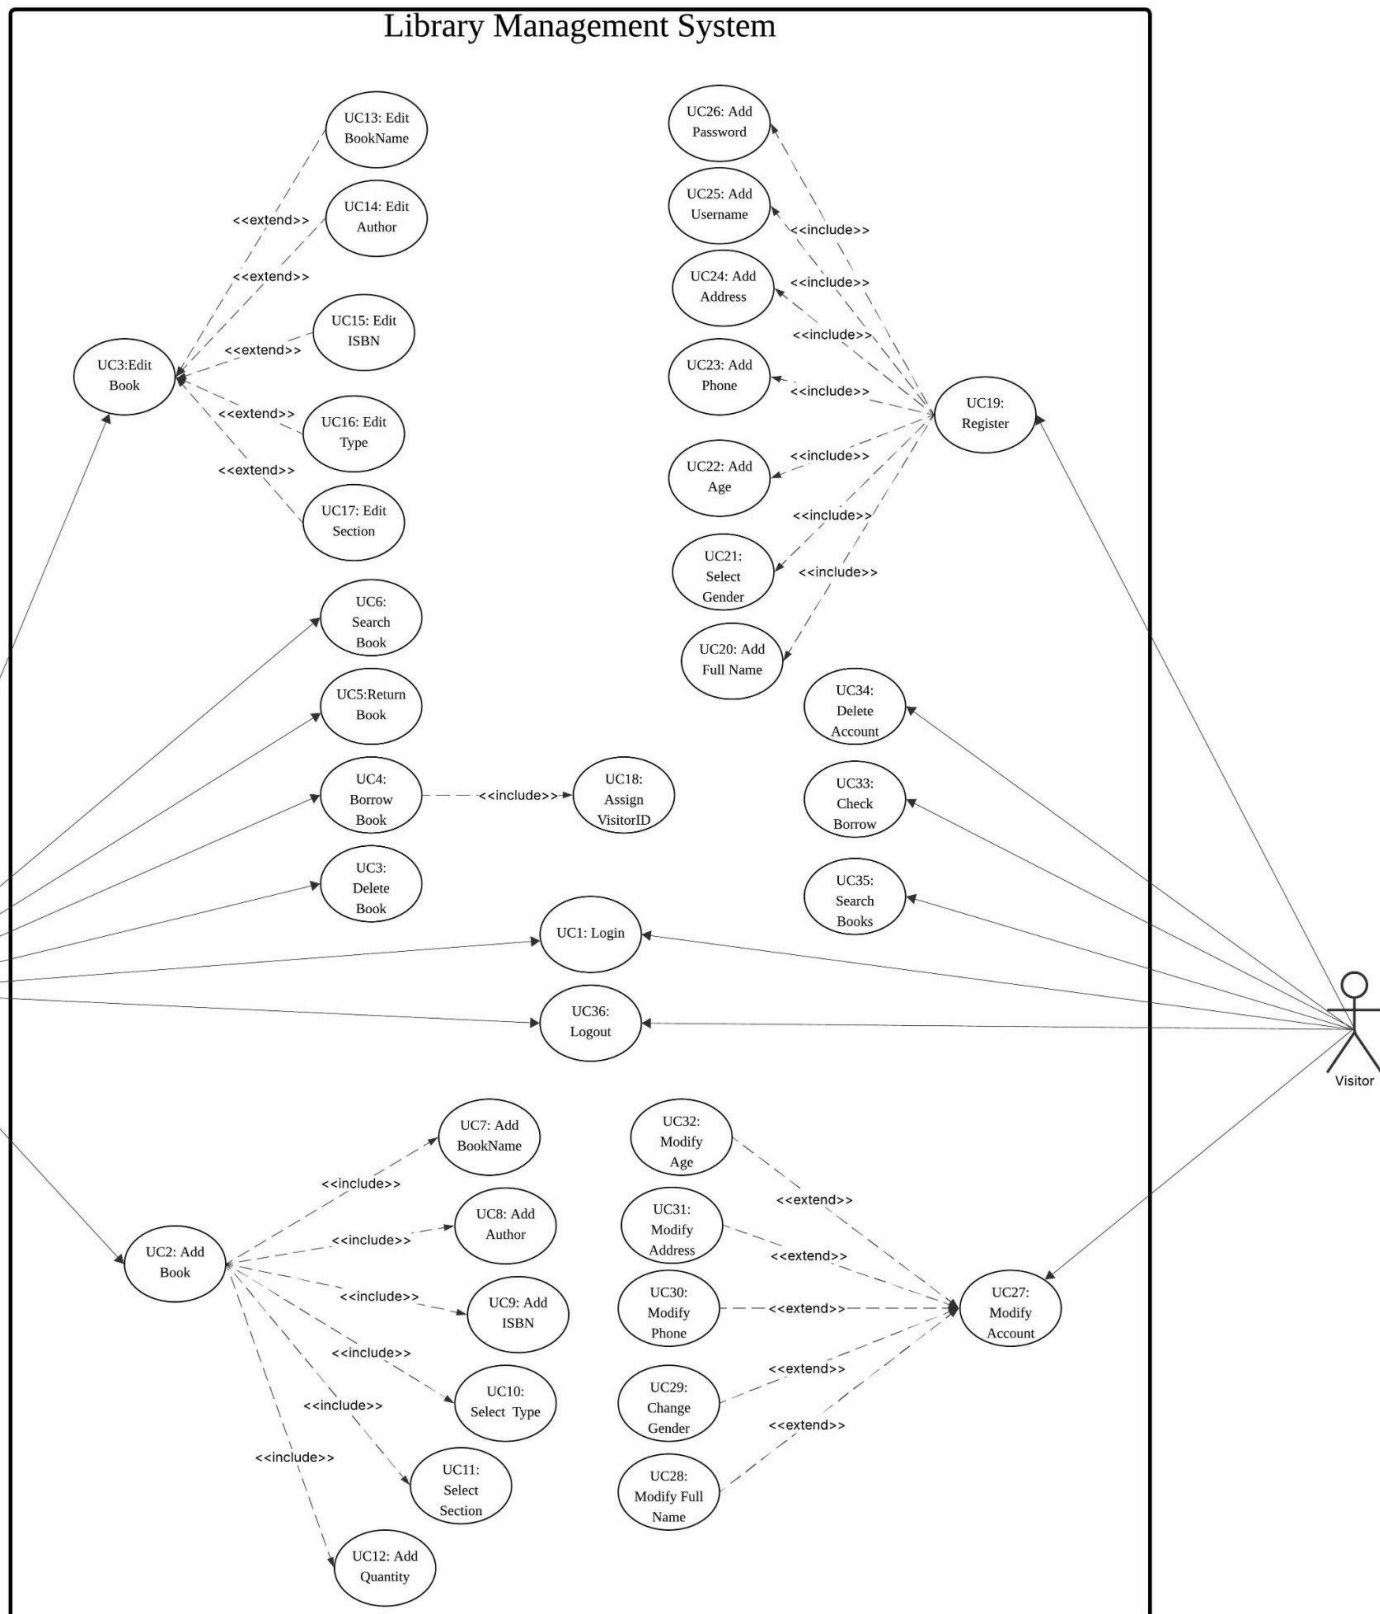 Library Management System
UC13: Edit
BookName
UC14: Edit
Author
<<extend>>
<<extend>>
UC15: Edit
ISBN
<<extend>>
UC3:Edit
Book
UC16: Edit
Type
<<extend>>
<<extend>>
UC17: Edit
Section
UC26: Add
Password
UC25: Add
Username
<<include>>
UC24: Add
Address
<<include>>
<<include>>
UC23: Add
Phone
<<include>>
UC19:
Register
UC22: Add
Age
<<include>>
<<include>>
UC21:
Select
Gender
<<include>>
UC20: Add
Full Name
UC6:
Search
Book
UC5:Return
Book
UC4:
Borrow
Book
<<include>>
UC18:
Assign
VisitorID
UC3:
Delete
Book
UC34:
Delete
Account
UC33:
Check
Borrow
UC35:
Search
Books
UC1: Login
UC36:
Logout
Visitor
UC7: Add
BookName
<<include>>
UC8: Add
Author
<<include>>
UC2: Add
Book
UC9: Add
ISBN
<<include>>
<<include>>
UC10:
Select Type
<<include>>
<<include>>
UC11:
Select
Section
UC12: Add
Quantity
UC32:
Modify
Age
<<extend>>
UC31:
Modify
Address
<<extend>>
UC30:
Modify
Phone
<<extend>>
UC27:
Modify
Account
UC29:
Change
Gender
<<extend>>
<<extend>>
UC28:
Modify Full
Name